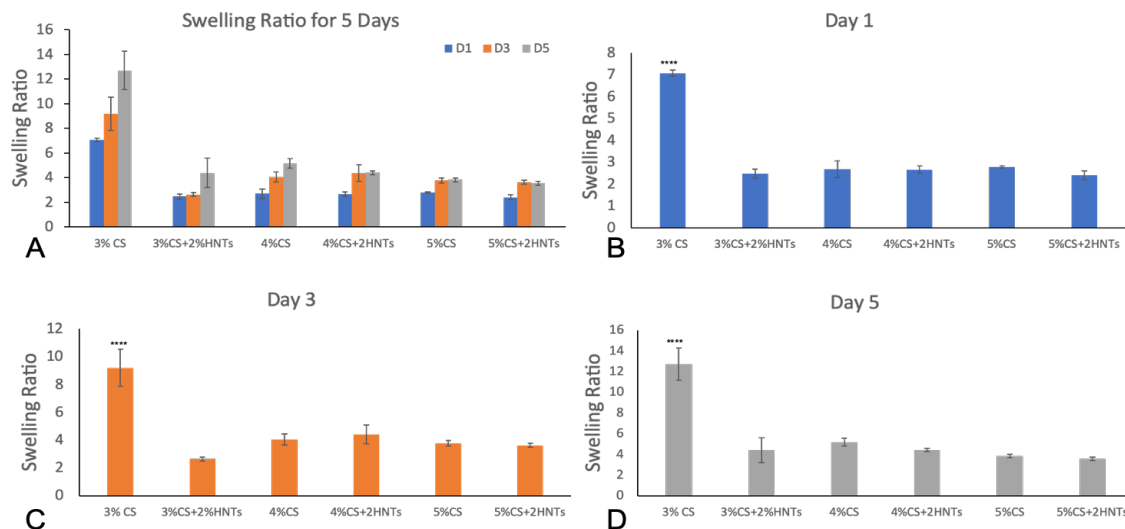 Swelling Ratio for 5 Days
D1 D3 D5
Swelling Ratio
16
14
12
10
8
6
4
2
0
3% CS 3%CS+2%HNTs 4%CS 4%CS+2HNTs 5%CS 5%CS+2HNTs
A
Day 1
Swelling Ratio
8
7
6
5
4
3
2
1
0
****
3% CS 3%CS+2%HNTs 4%CS 4%CS+2HNTs 5%CS 5%CS+2HNTs
B
Day 3
Swelling Ratio
12
10
8
6
4
2
0
****
3% CS 3%CS+2%HNTs 4%CS 4%CS+2HNTs 5%CS 5%CS+2HNTs
C
Day 5
Swelling Ratio
16
14
12
10
8
6
4
2
0
****
3% CS 3%CS+2%HNTs 4%CS 4%CS+2HNTs 5%CS 5%CS+2HNTs
D